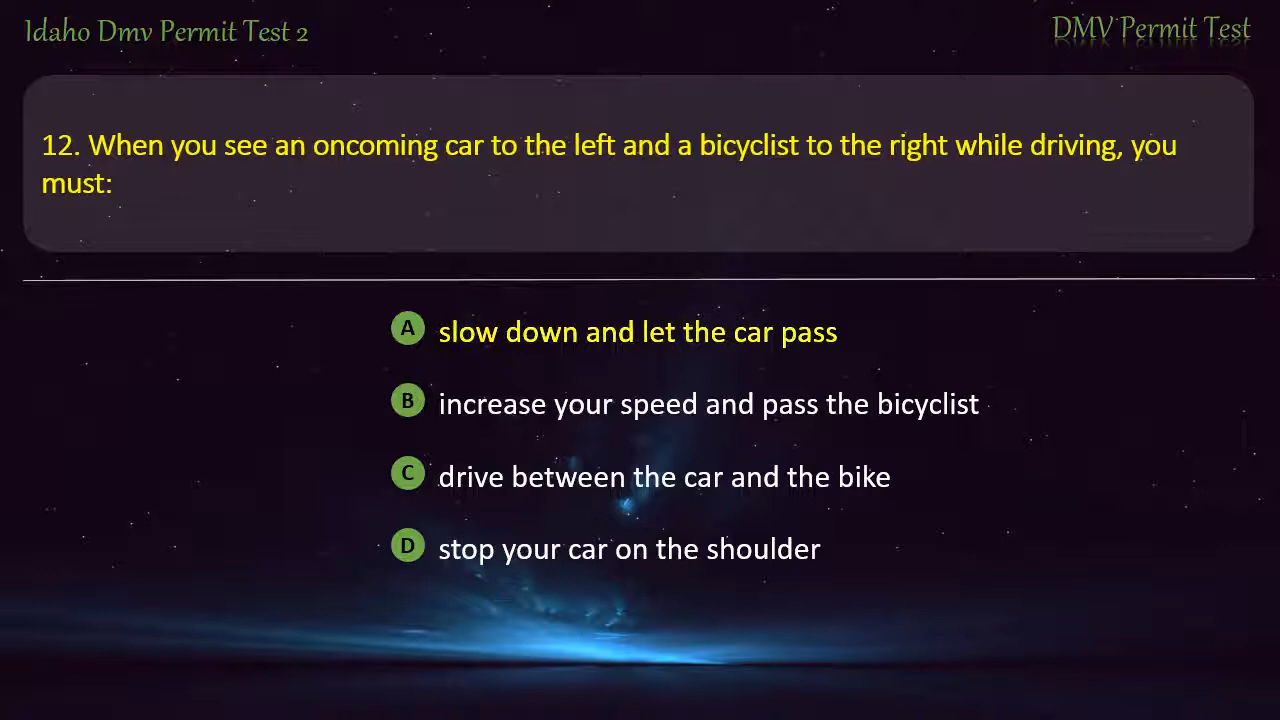 Idaho Dmv Permit Test 2
DMV Permit Test
12. When you see an oncoming car to the left and a bicyclist to the right while driving, you
must:
A slow down and let the car pass
B increase your speed and pass the bicyclist
C drive between the car and the bike
D stop your car on the shoulder